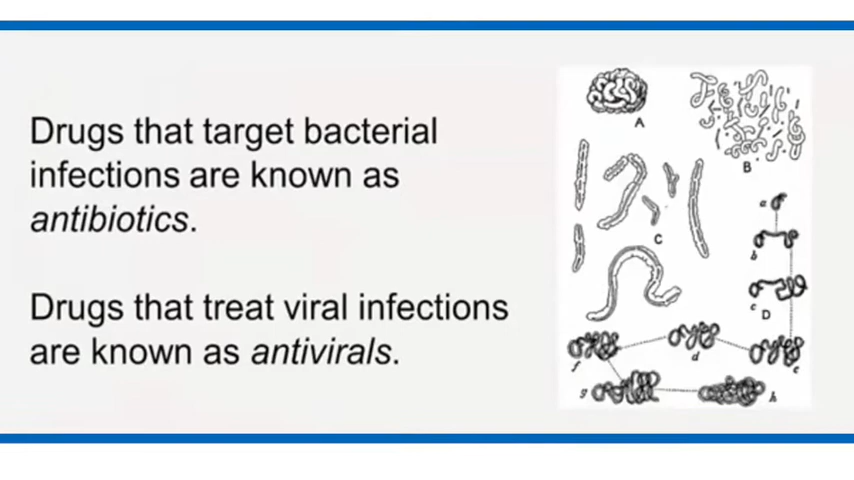 Drugs that target bacterial
infections are known as
antibiotics.
Drugs that treat viral infections
are known as antivirals.
A
B
C
a
b
c
D
d
e
f
g
h